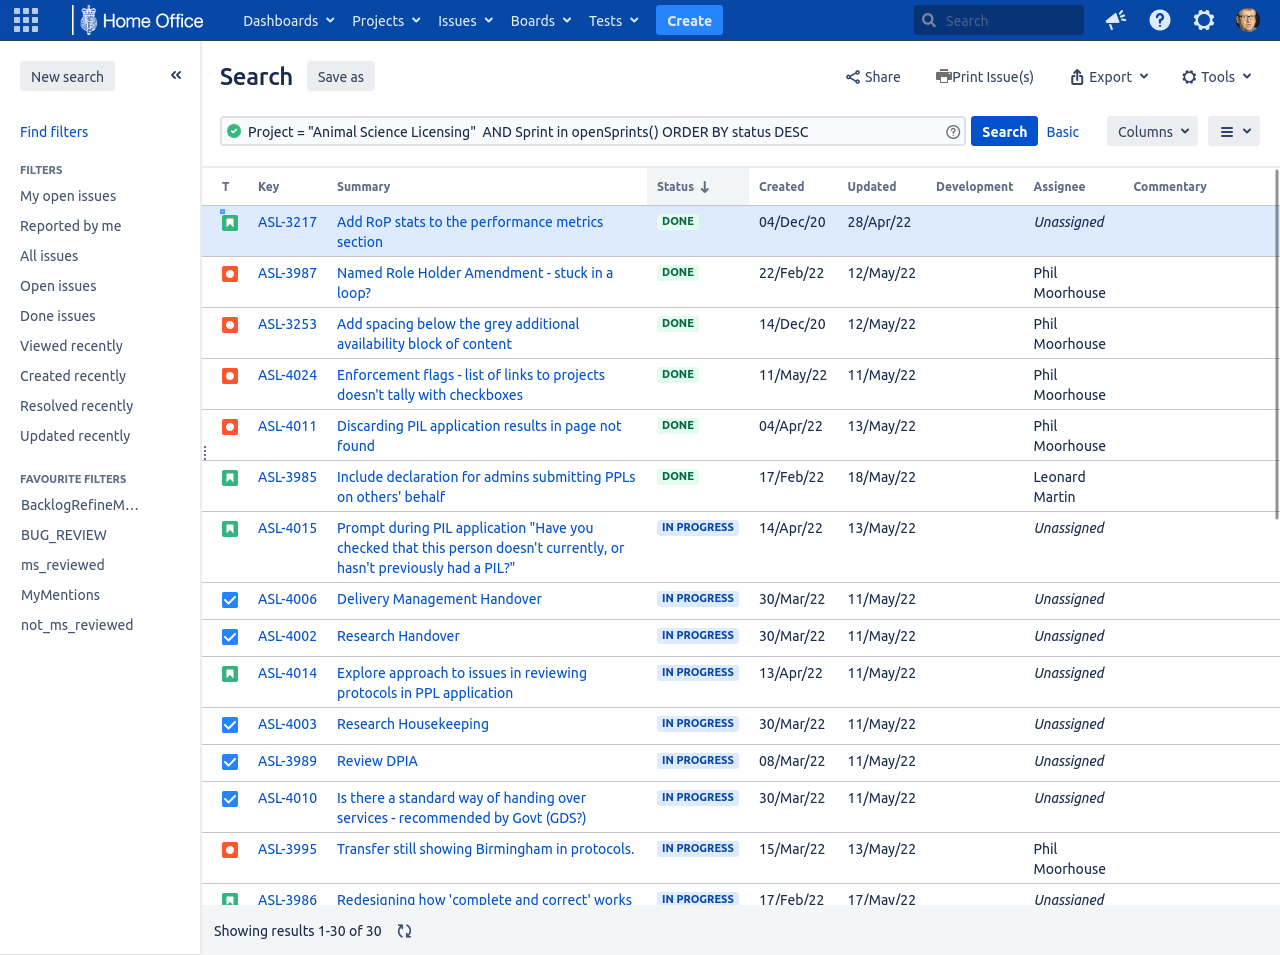 Home Office Dashboards Projects Issues Boards Tests Create Search
New search
Find filters
FILTERS
My open issues
Reported by me
All issues
Open issues
Done issues
Viewed recently
Created recently
Resolved recently
Updated recently
FAVOURITE FILTERS
BacklogRefineM...
BUG_REVIEW
ms_reviewed
MyMentions
not_ms_reviewed
Search Save as Share Print Issue(s) Export Tools
Project = "Animal Science Licensing"  AND Sprint in openSprints() ORDER BY status DESC Search Basic Columns
T Key Summary Status Created Updated Development Assignee Commentary
ASL-3217 Add RoP stats to the performance metrics DONE 04/Dec/20 28/Apr/22 Unassigned
section
ASL-3987 Named Role Holder Amendment - stuck in a DONE 22/Feb/22 12/May/22 Phil
loop? Moorhouse
ASL-3253 Add spacing below the grey additional DONE 14/Dec/20 12/May/22 Phil
availability block of content Moorhouse
ASL-4024 Enforcement flags - list of links to projects DONE 11/May/22 11/May/22 Phil
doesn't tally with checkboxes Moorhouse
ASL-4011 Discarding PIL application results in page not DONE 04/Apr/22 13/May/22 Phil
found Moorhouse
ASL-3985 Include declaration for admins submitting PPLs DONE 17/Feb/22 18/May/22 Leonard
on others' behalf Martin
ASL-4015 Prompt during PIL application "Have you IN PROGRESS 14/Apr/22 13/May/22 Unassigned
checked that this person doesn't currently, or
hasn't previously had a PIL?"
ASL-4006 Delivery Management Handover IN PROGRESS 30/Mar/22 11/May/22 Unassigned
ASL-4002 Research Handover IN PROGRESS 30/Mar/22 11/May/22 Unassigned
ASL-4014 Explore approach to issues in reviewing IN PROGRESS 13/Apr/22 11/May/22 Unassigned
protocols in PPL application
ASL-4003 Research Housekeeping IN PROGRESS 30/Mar/22 11/May/22 Unassigned
ASL-3989 Review DPIA IN PROGRESS 08/Mar/22 11/May/22 Unassigned
ASL-4010 Is there a standard way of handing over IN PROGRESS 30/Mar/22 11/May/22 Unassigned
services - recommended by Govt (GDS?)
ASL-3995 Transfer still showing Birmingham in protocols. IN PROGRESS 15/Mar/22 13/May/22 Phil
Moorhouse
ASL-3986 Redesigning how 'complete and correct' works IN PROGRESS 17/Feb/22 17/May/22 Unassigned
Showing results 1-30 of 30